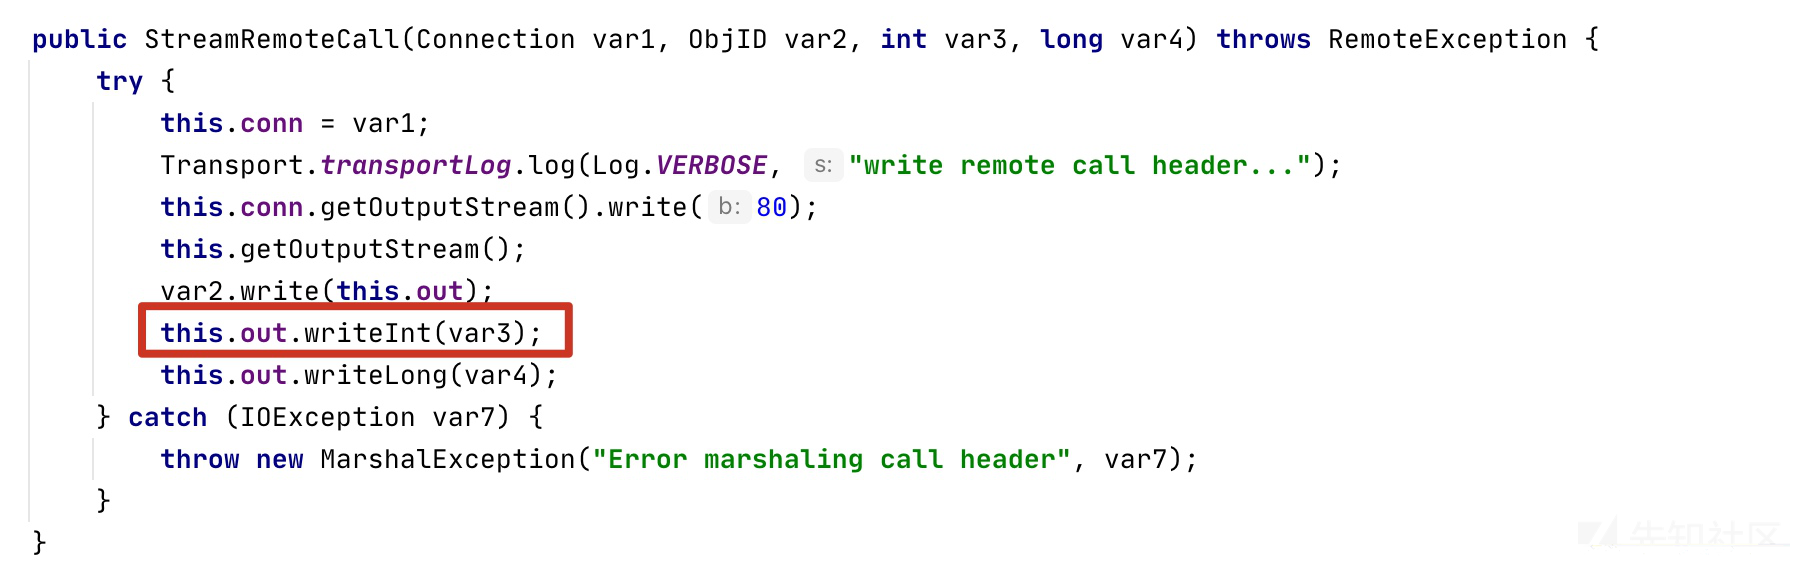 public StreamRemoteCall(Connection var1, ObjID var2, int var3, long var4) throws RemoteException {
    try {
        this.conn = var1;
        Transport.transportLog.log(Log.VERBOSE, s: "write remote call header...");
        this.conn.getOutputStream().write( b: 80);
        this.getOutputStream();
        var2.write(this.out);
        this.out.writeInt(var3);
        this.out.writeLong(var4);
    } catch (IOException var7) {
        throw new MarshalException("Error marshaling call header", var7);
    }
}
先知社区